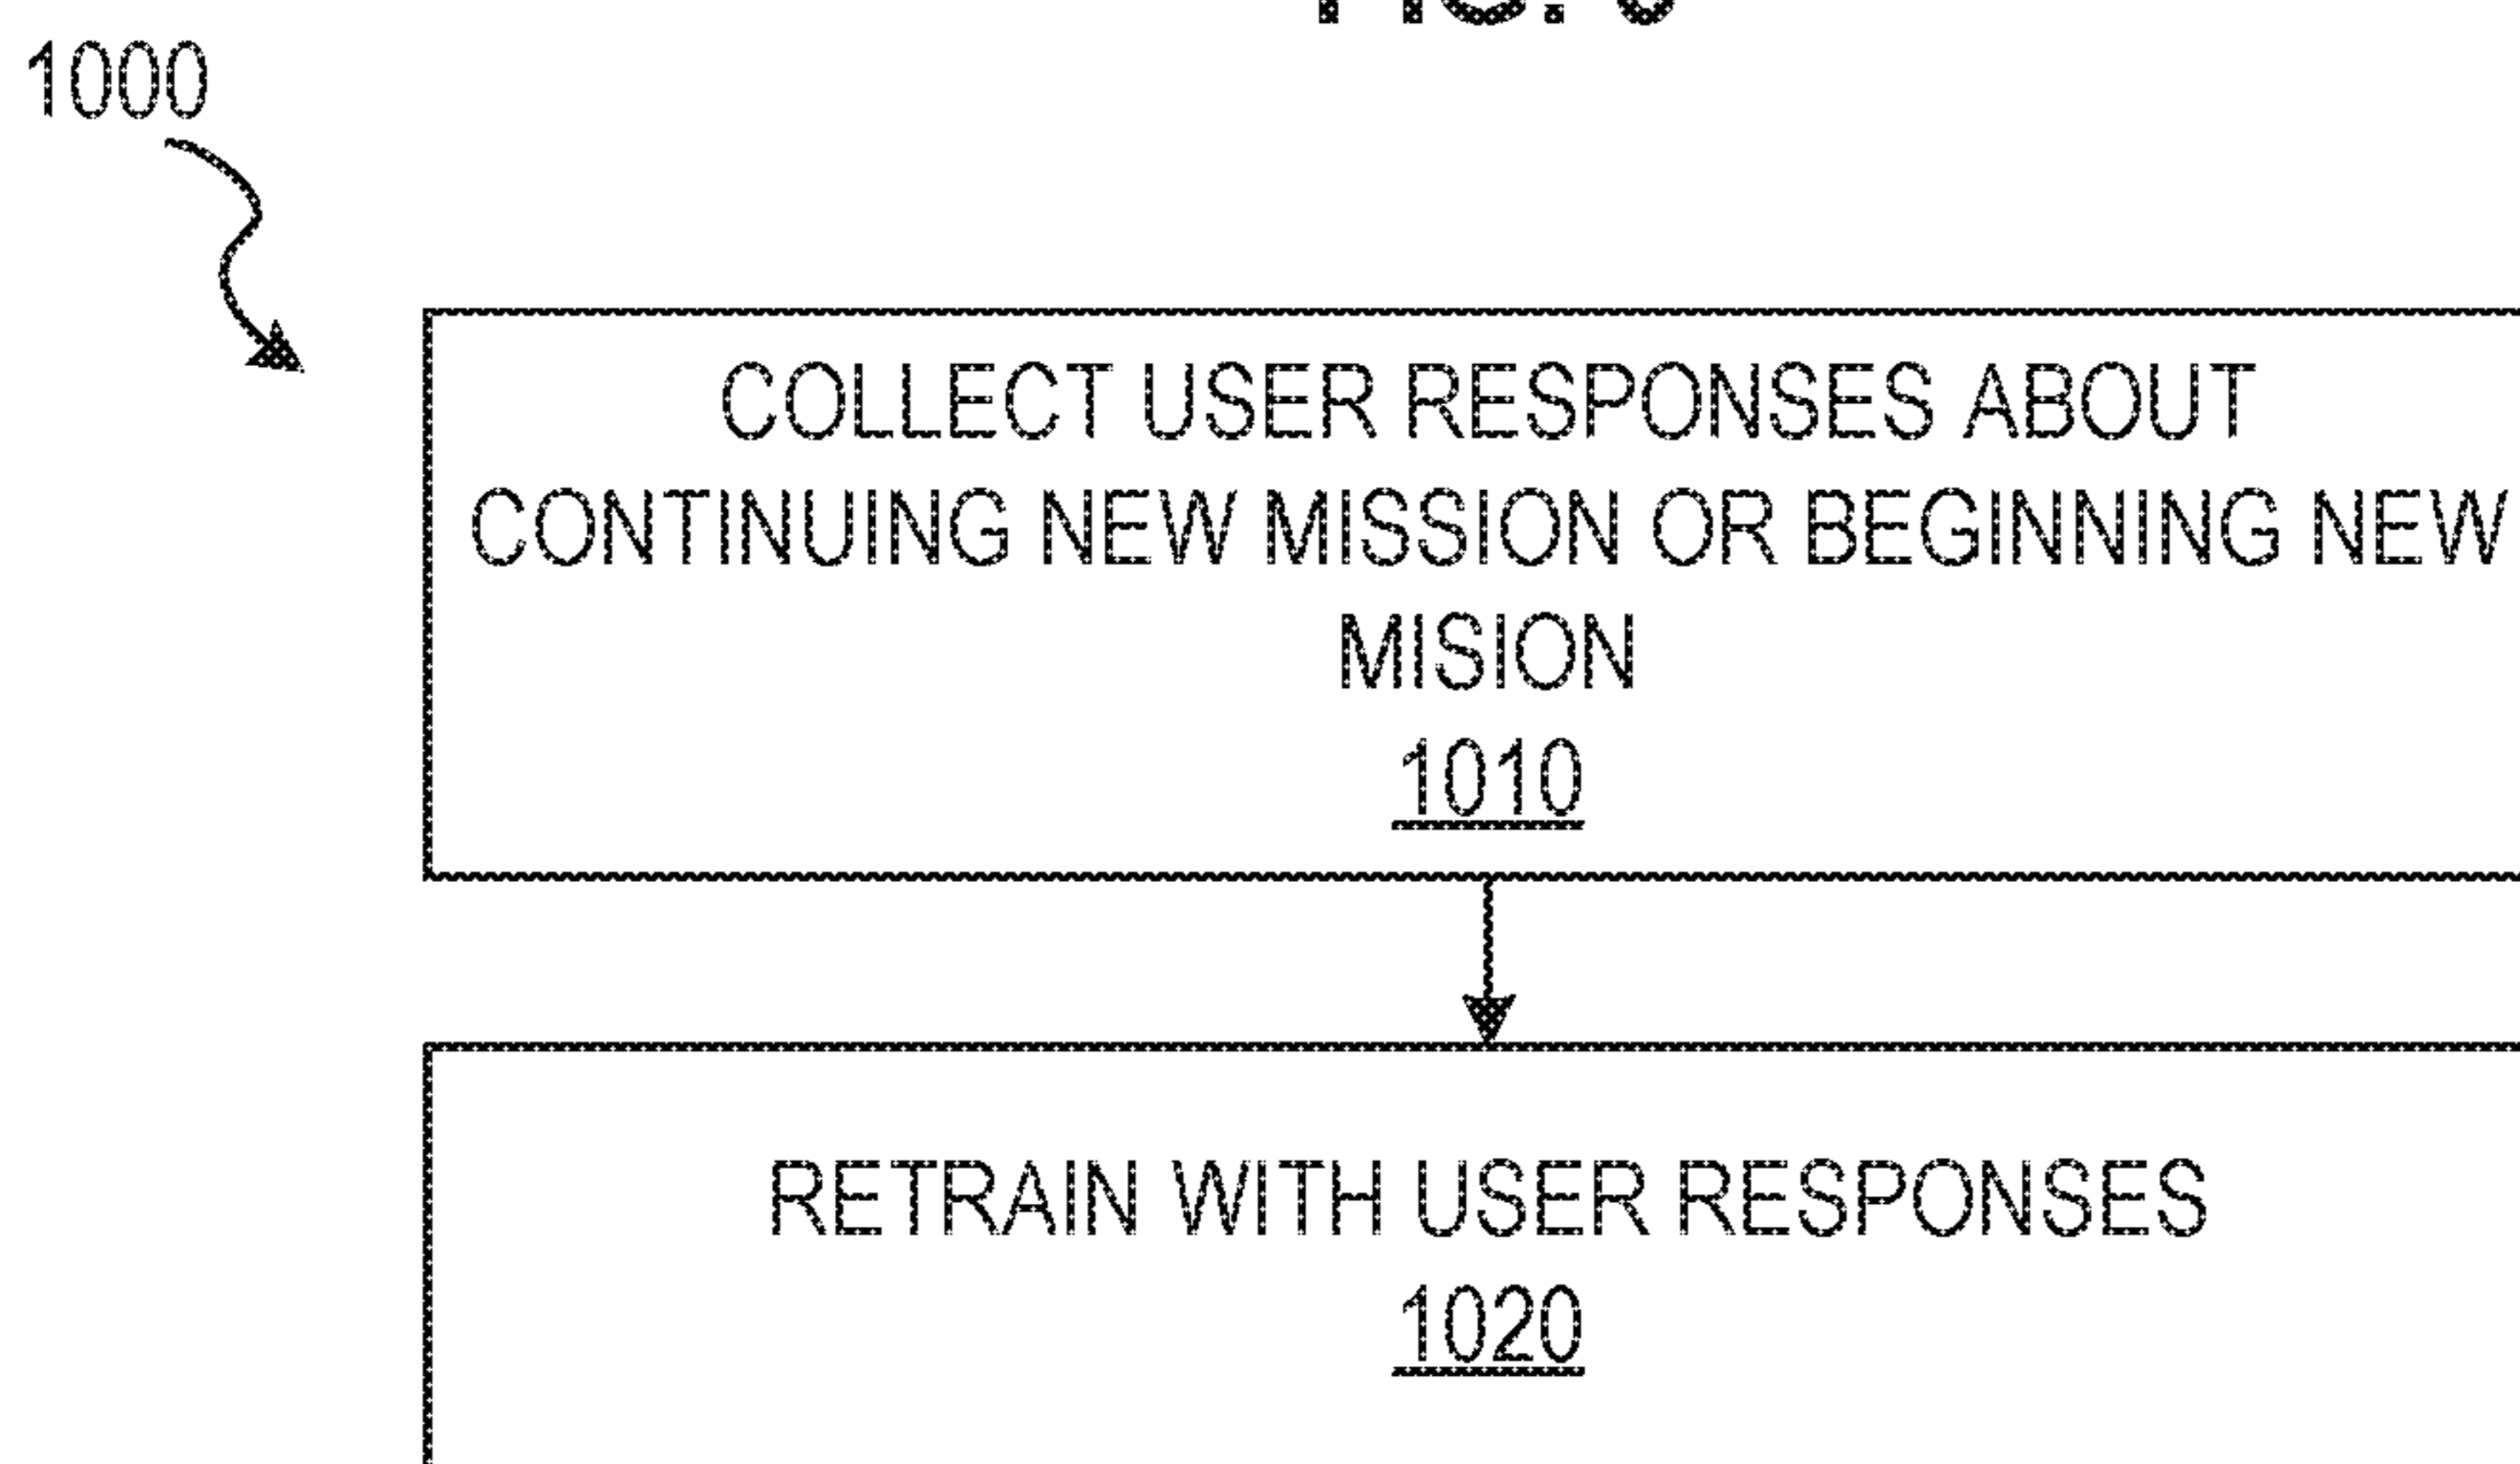 1000
COLLECT USER RESPONSES ABOUT
CONTINUING NEW MISSION OR BEGINNING NEW
MISION
1010
RETRAIN WITH USER RESPONSES
1020